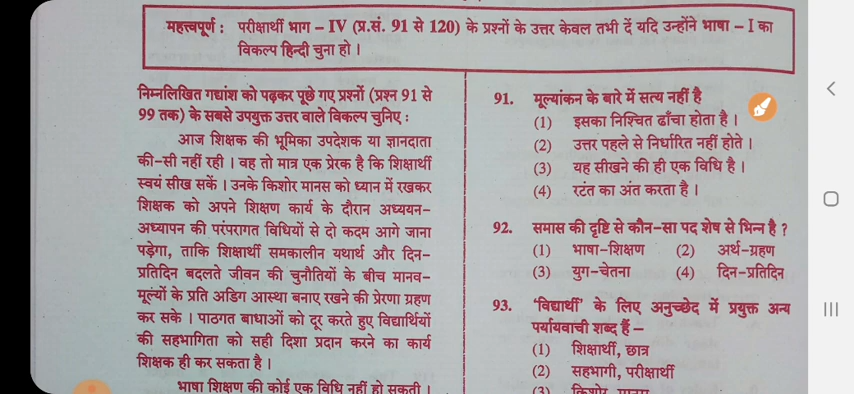 महत्त्वपूर्ण : परीक्षार्थी भाग – IV (प्र.सं. 91 से 120) के प्रश्नों के उत्तर केवल तभी दें यदि उन्होंने भाषा – I का
विकल्प हिन्दी चुना हो ।
निम्नलिखित गद्यांश को पढ़कर पूछे गए प्रश्नों (प्रश्न 91 से
99 तक) के सबसे उपयुक्त उत्तर वाले विकल्प चुनिए :
आज शिक्षक की भूमिका उपदेशक या ज्ञानदाता
की-सी नहीं रही । वह तो मात्र एक प्रेरक है कि शिक्षार्थी
स्वयं सीख सकें । उनके किशोर मानस को ध्यान में रखकर
शिक्षक को अपने शिक्षण कार्य के दौरान अध्ययन-
अध्यापन की परंपरागत विधियों से दो कदम आगे जाना
पड़ेगा, ताकि शिक्षार्थी समकालीन यथार्थ और दिन-
प्रतिदिन बदलते जीवन की चुनौतियों के बीच मानव-
मूल्यों के प्रति अडिग आस्था बनाए रखने की प्रेरणा ग्रहण
कर सके । पाठगत बाधाओं को दूर करते हुए विद्यार्थियों
की सहभागिता को सही दिशा प्रदान करने का कार्य
शिक्षक ही कर सकता है ।
भाषा शिक्षण की कोई एक विधि नहीं हो सकती ।
91. मूल्यांकन के बारे में सत्य नहीं है
(1) इसका निश्चित ढाँचा होता है ।
(2) उत्तर पहले से निर्धारित नहीं होते ।
(3) यह सीखने की ही एक विधि है ।
(4) रटंत का अंत करता है ।
92. समास की दृष्टि से कौन-सा पद शेष से भिन्न है ?
(1) भाषा-शिक्षण (2) अर्थ-ग्रहण
(3) युग-चेतना (4) दिन-प्रतिदिन
93. 'विद्यार्थी' के लिए अनुच्छेद में प्रयुक्त अन्य
पर्यायवाची शब्द हैं –
(1) शिक्षार्थी, छात्र
(2) सहभागी, परीक्षार्थी
(3) किशोर